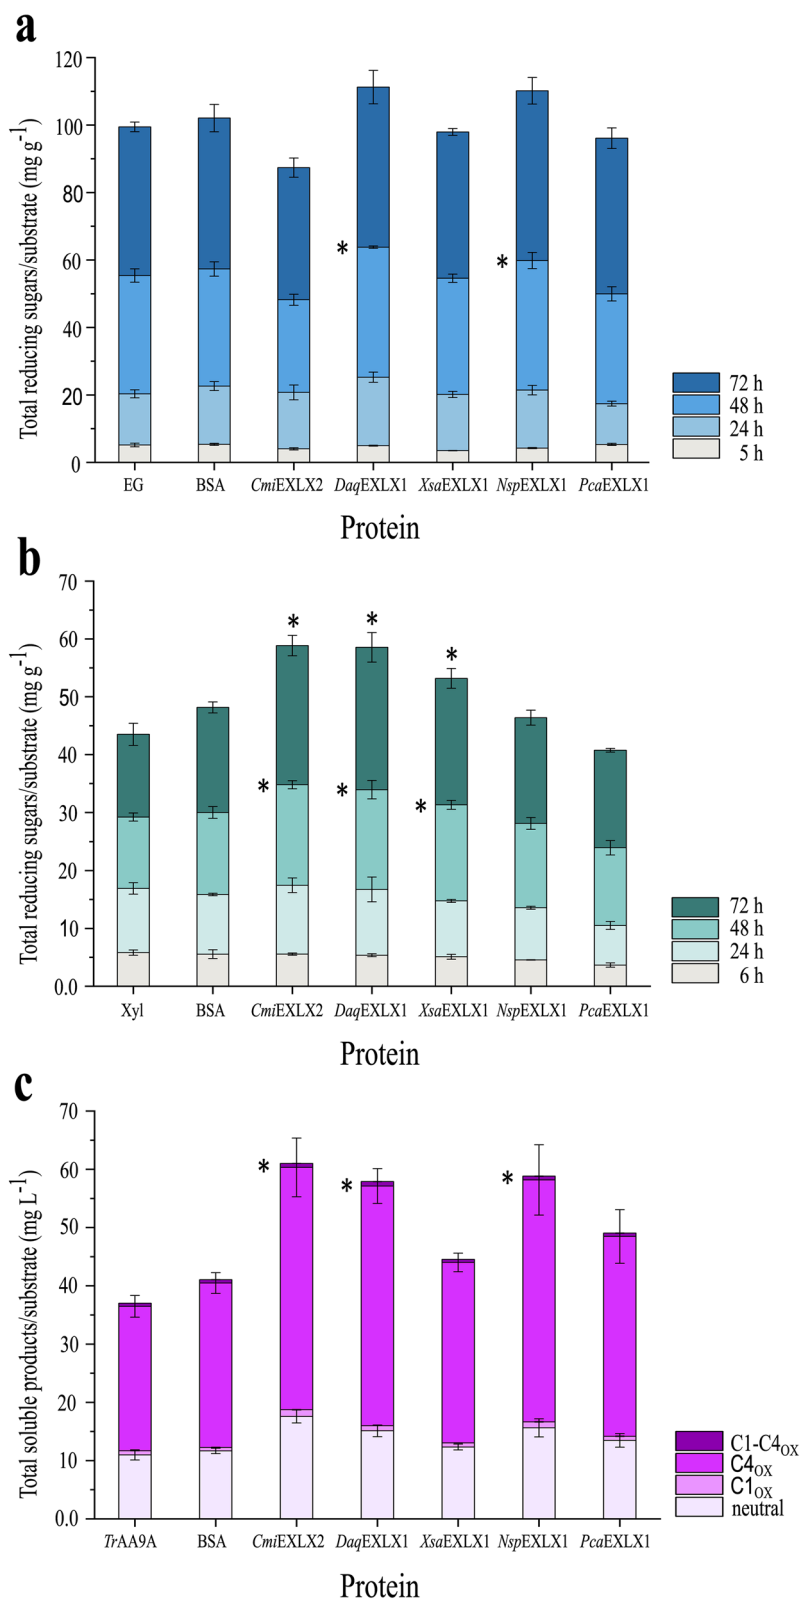 a
Total reducing sugars/substrate (mg g-1)
120
100
80
60
40
20
0
*
*
EG BSA CmiEXLX2 DaqEXLX1 XsaEXLX1 NspEXLX1 PcaEXLX1
Protein
72 h
48 h
24 h
5 h
b
Total reducing sugars/substrate (mg g-1)
70
60
50
40
30
20
10
0.0
* * *
* * *
Xyl BSA CmiEXLX2 DaqEXLX1 XsaEXLX1 NspEXLX1 PcaEXLX1
Protein
72 h
48 h
24 h
6 h
c
Total soluble products/substrate (mg L-1)
70
60
50
40
30
20
10
0.0
* * *
TrAA9A BSA CmiEXLX2 DaqEXLX1 XsaEXLX1 NspEXLX1 PcaEXLX1
Protein
C1-C4OX
C4OX
C1OX
neutral